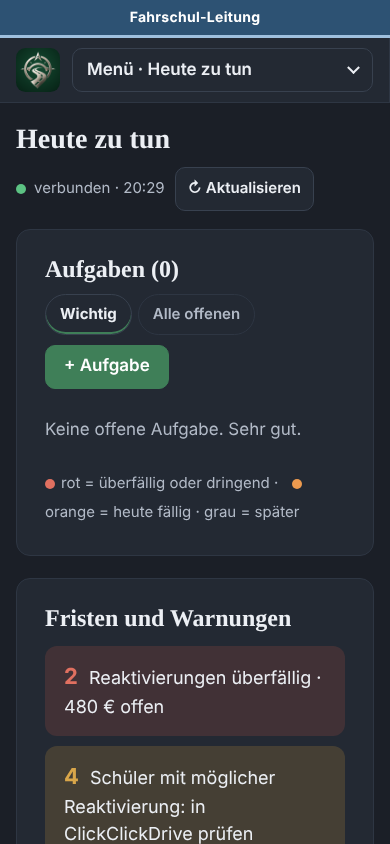 Fahrschul-Leitung
Menü · Heute zu tun
Heute zu tun
verbunden · 20:29
↻ Aktualisieren
Aufgaben (0)
Wichtig
Alle offenen
+ Aufgabe
Keine offene Aufgabe. Sehr gut.
rot = überfällig oder dringend ·
orange = heute fällig · grau = später
Fristen und Warnungen
2 Reaktivierungen überfällig ·
480 € offen
4 Schüler mit möglicher
Reaktivierung: in
ClickClickDrive prüfen